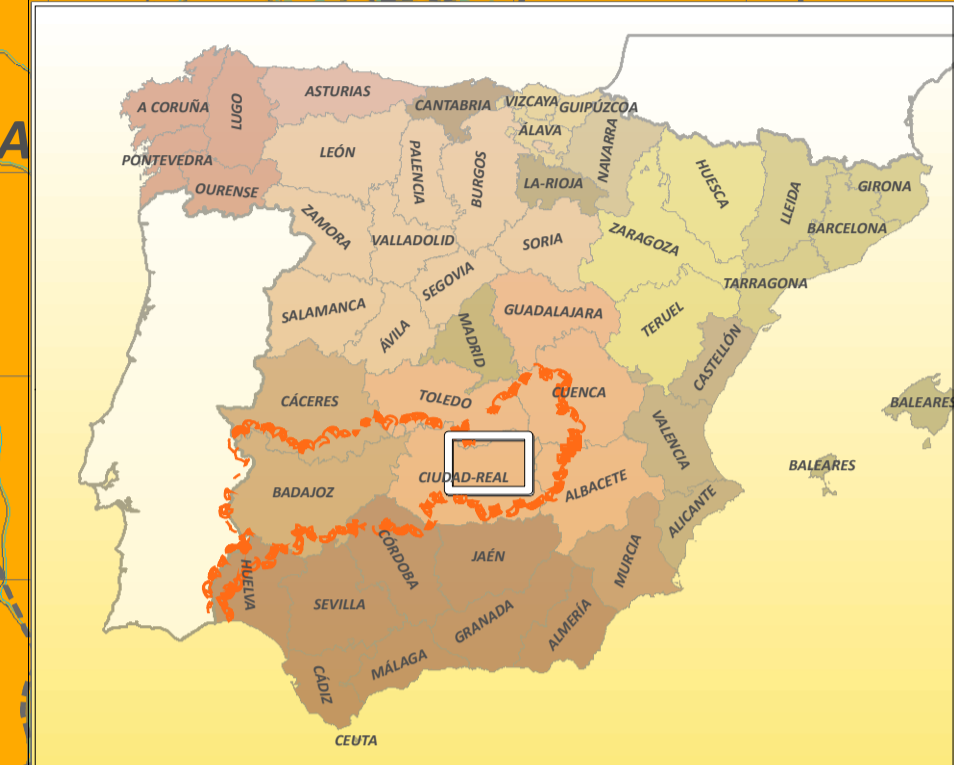 A CORUÑA
LUGO
ASTURIAS
CANTABRIA
VIZCAYA
GUIPÚZCOA
ÁLAVA
NAVARRA
PONTEVEDRA
OURENSE
LEÓN
PALENCIA
BURGOS
LA-RIOJA
HUESCA
LLEIDA
GIRONA
BARCELONA
ZAMORA
VALLADOLID
SORIA
ZARAGOZA
TARRAGONA
SALAMANCA
ÁVILA
SEGOVIA
MADRID
GUADALAJARA
TERUEL
CASTELLÓN
CÁCERES
TOLEDO
CUENCA
VALENCIA
BALEARES
BALEARES
BADAJOZ
CIUDAD-REAL
ALBACETE
ALICANTE
HUELVA
CÓRDOBA
JAÉN
MURCIA
SEVILLA
GRANADA
ALMERÍA
MÁLAGA
CÁDIZ
CEUTA
A